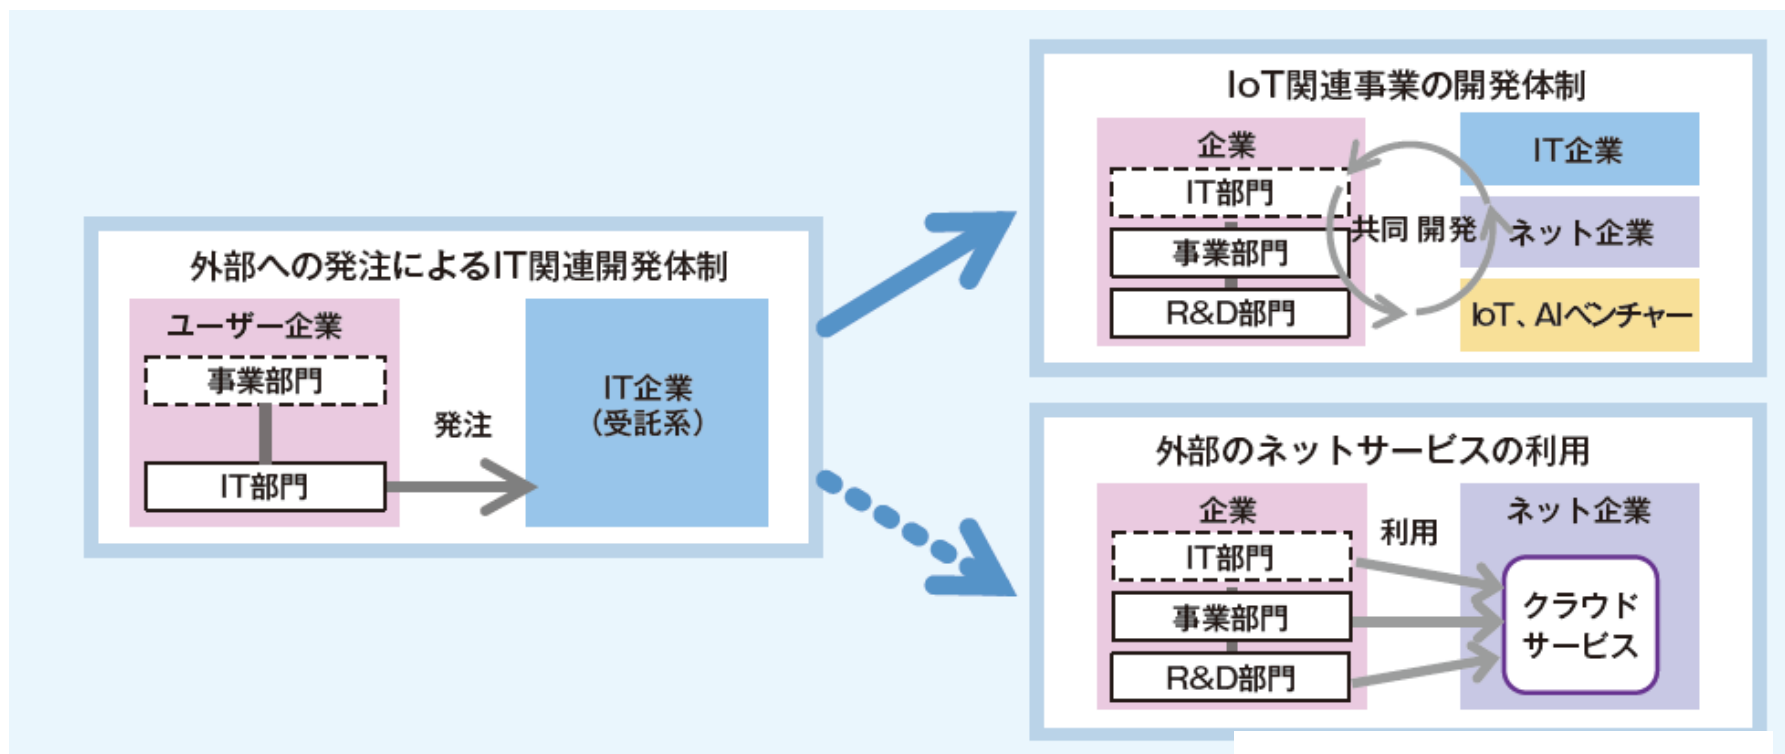 外部への発注によるIT関連開発体制
ユーザー企業
事業部門
IT部門
発注
IT企業
（受託系）
IoT関連事業の開発体制
企業
IT部門
事業部門
R&D部門
共同 開発
IT企業
ネット企業
IoT、AIベンチャー
外部のネットサービスの利用
企業
IT部門
事業部門
R&D部門
利用
ネット企業
クラウド
サービス